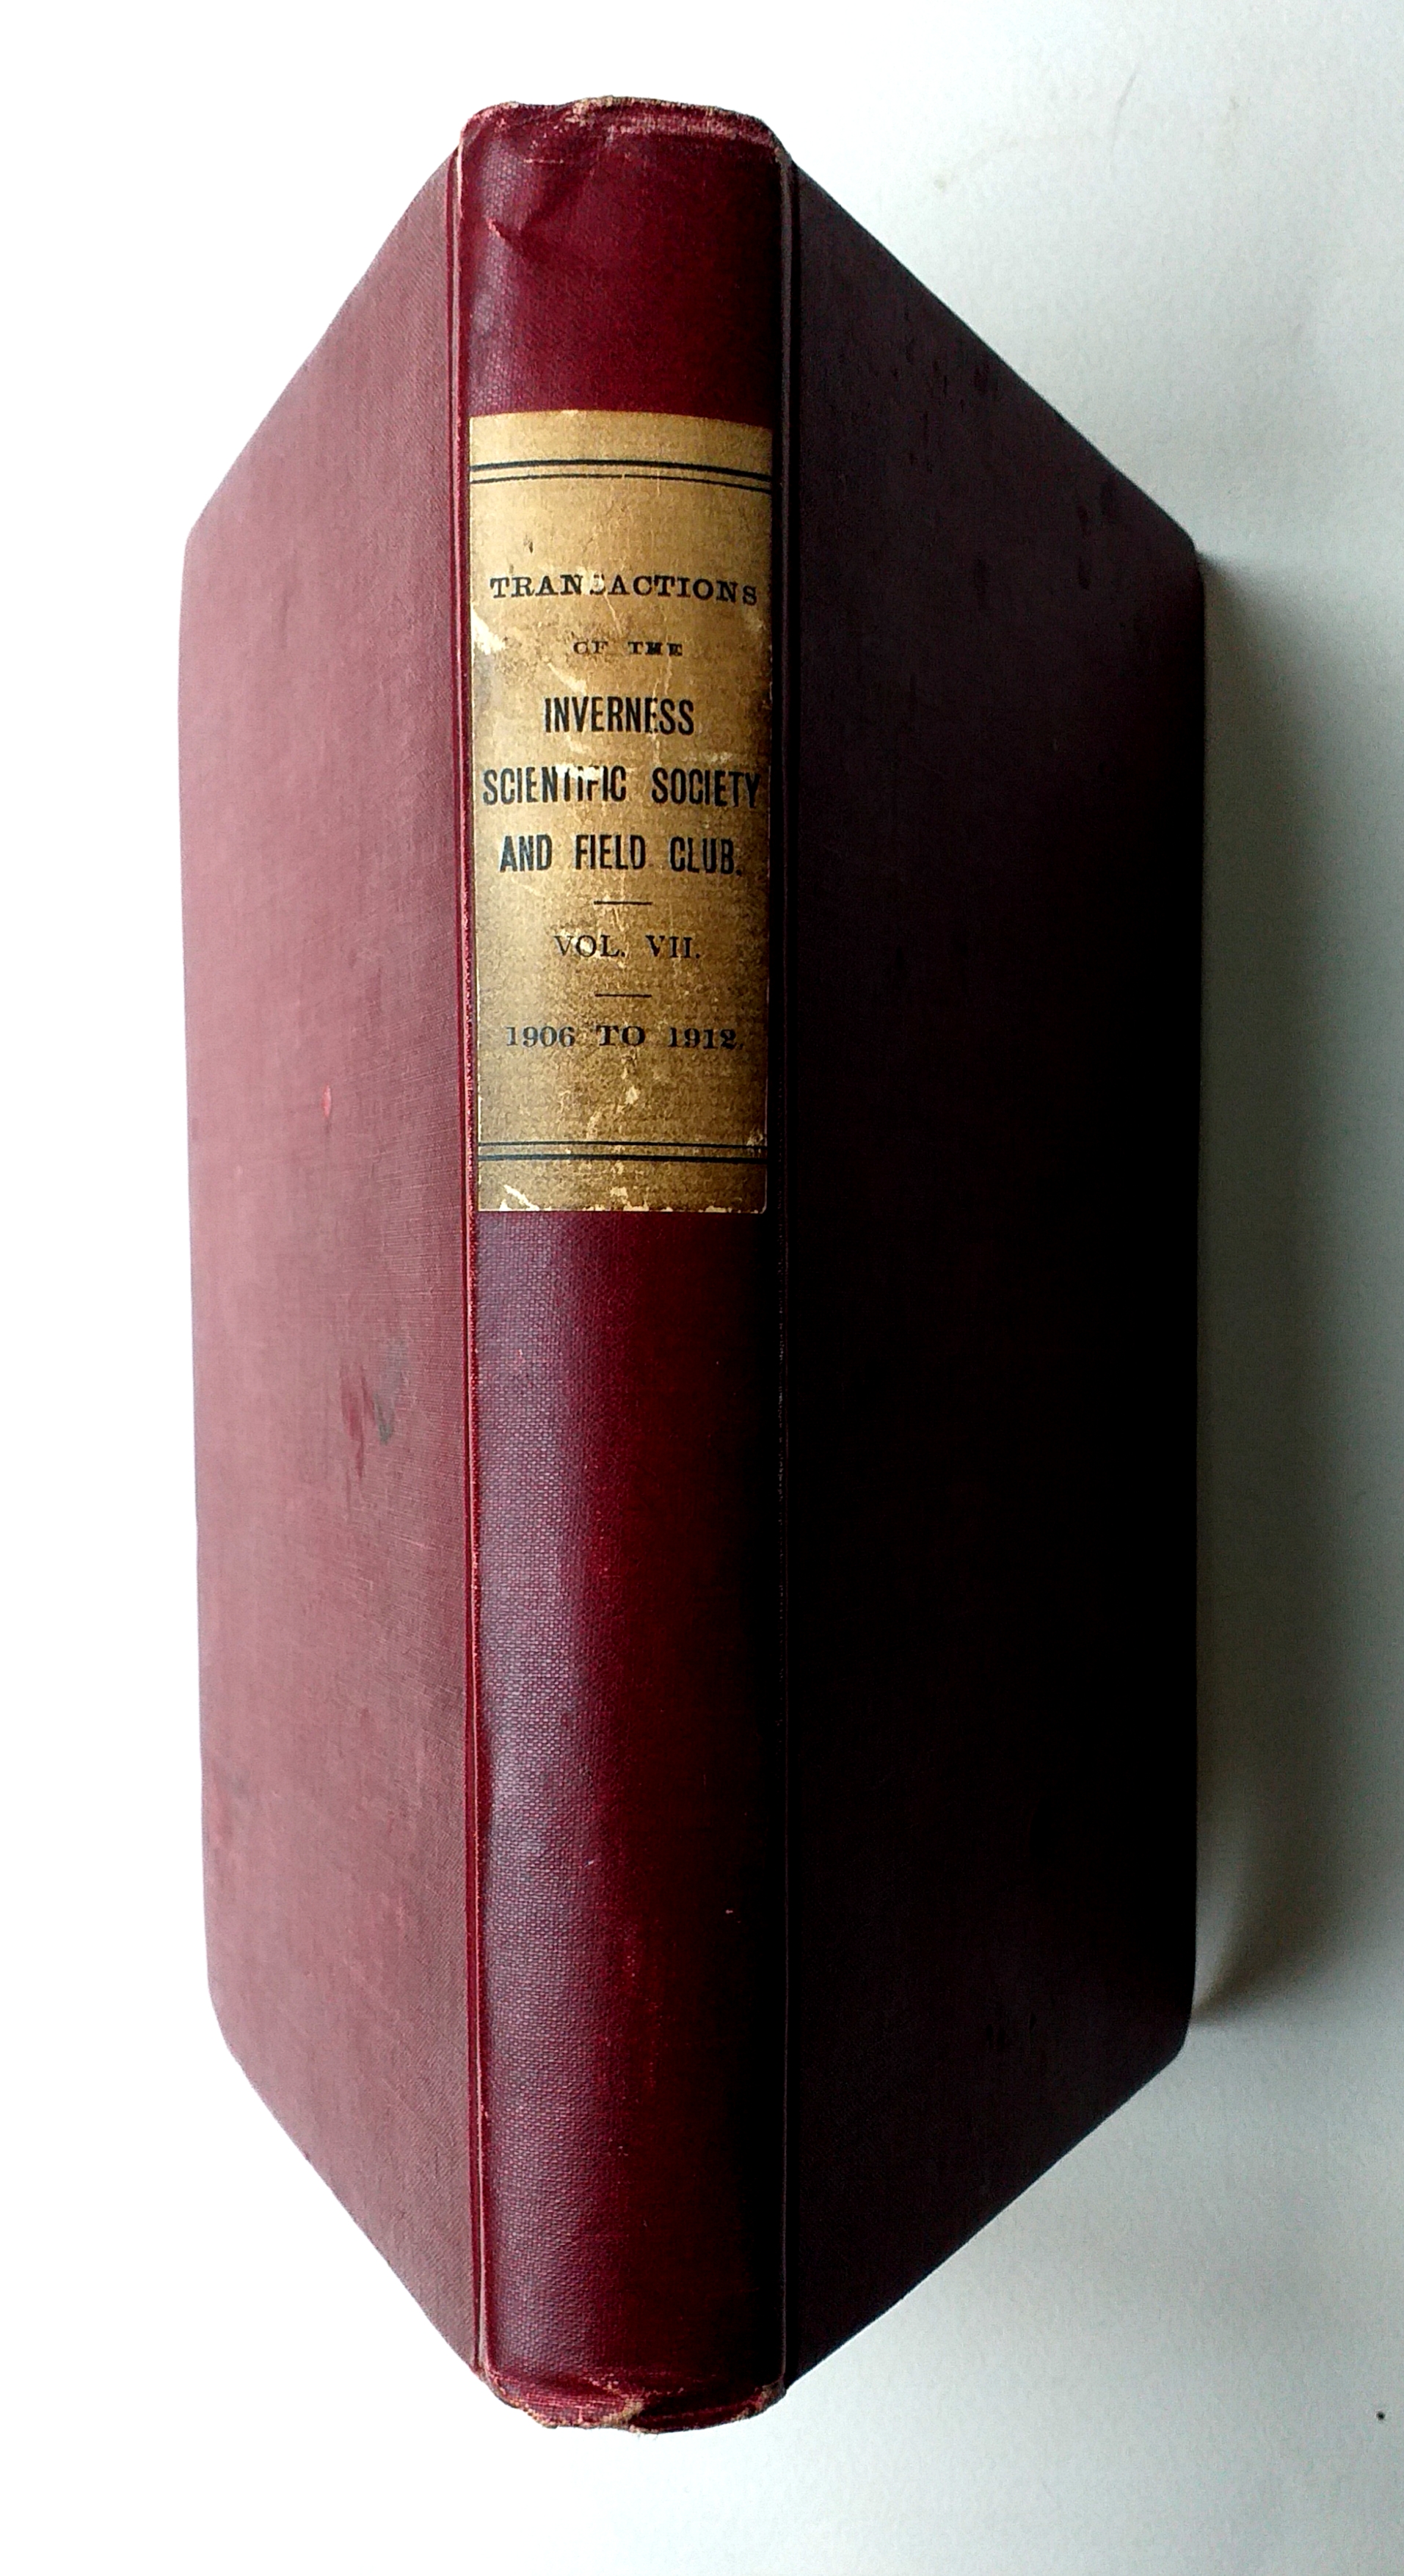 TRANSACTIONS
OF THE
INVERNESS
SCIENTIFIC SOCIETY
AND FIELD CLUB.
VOL. VII.
1906 TO 1912.